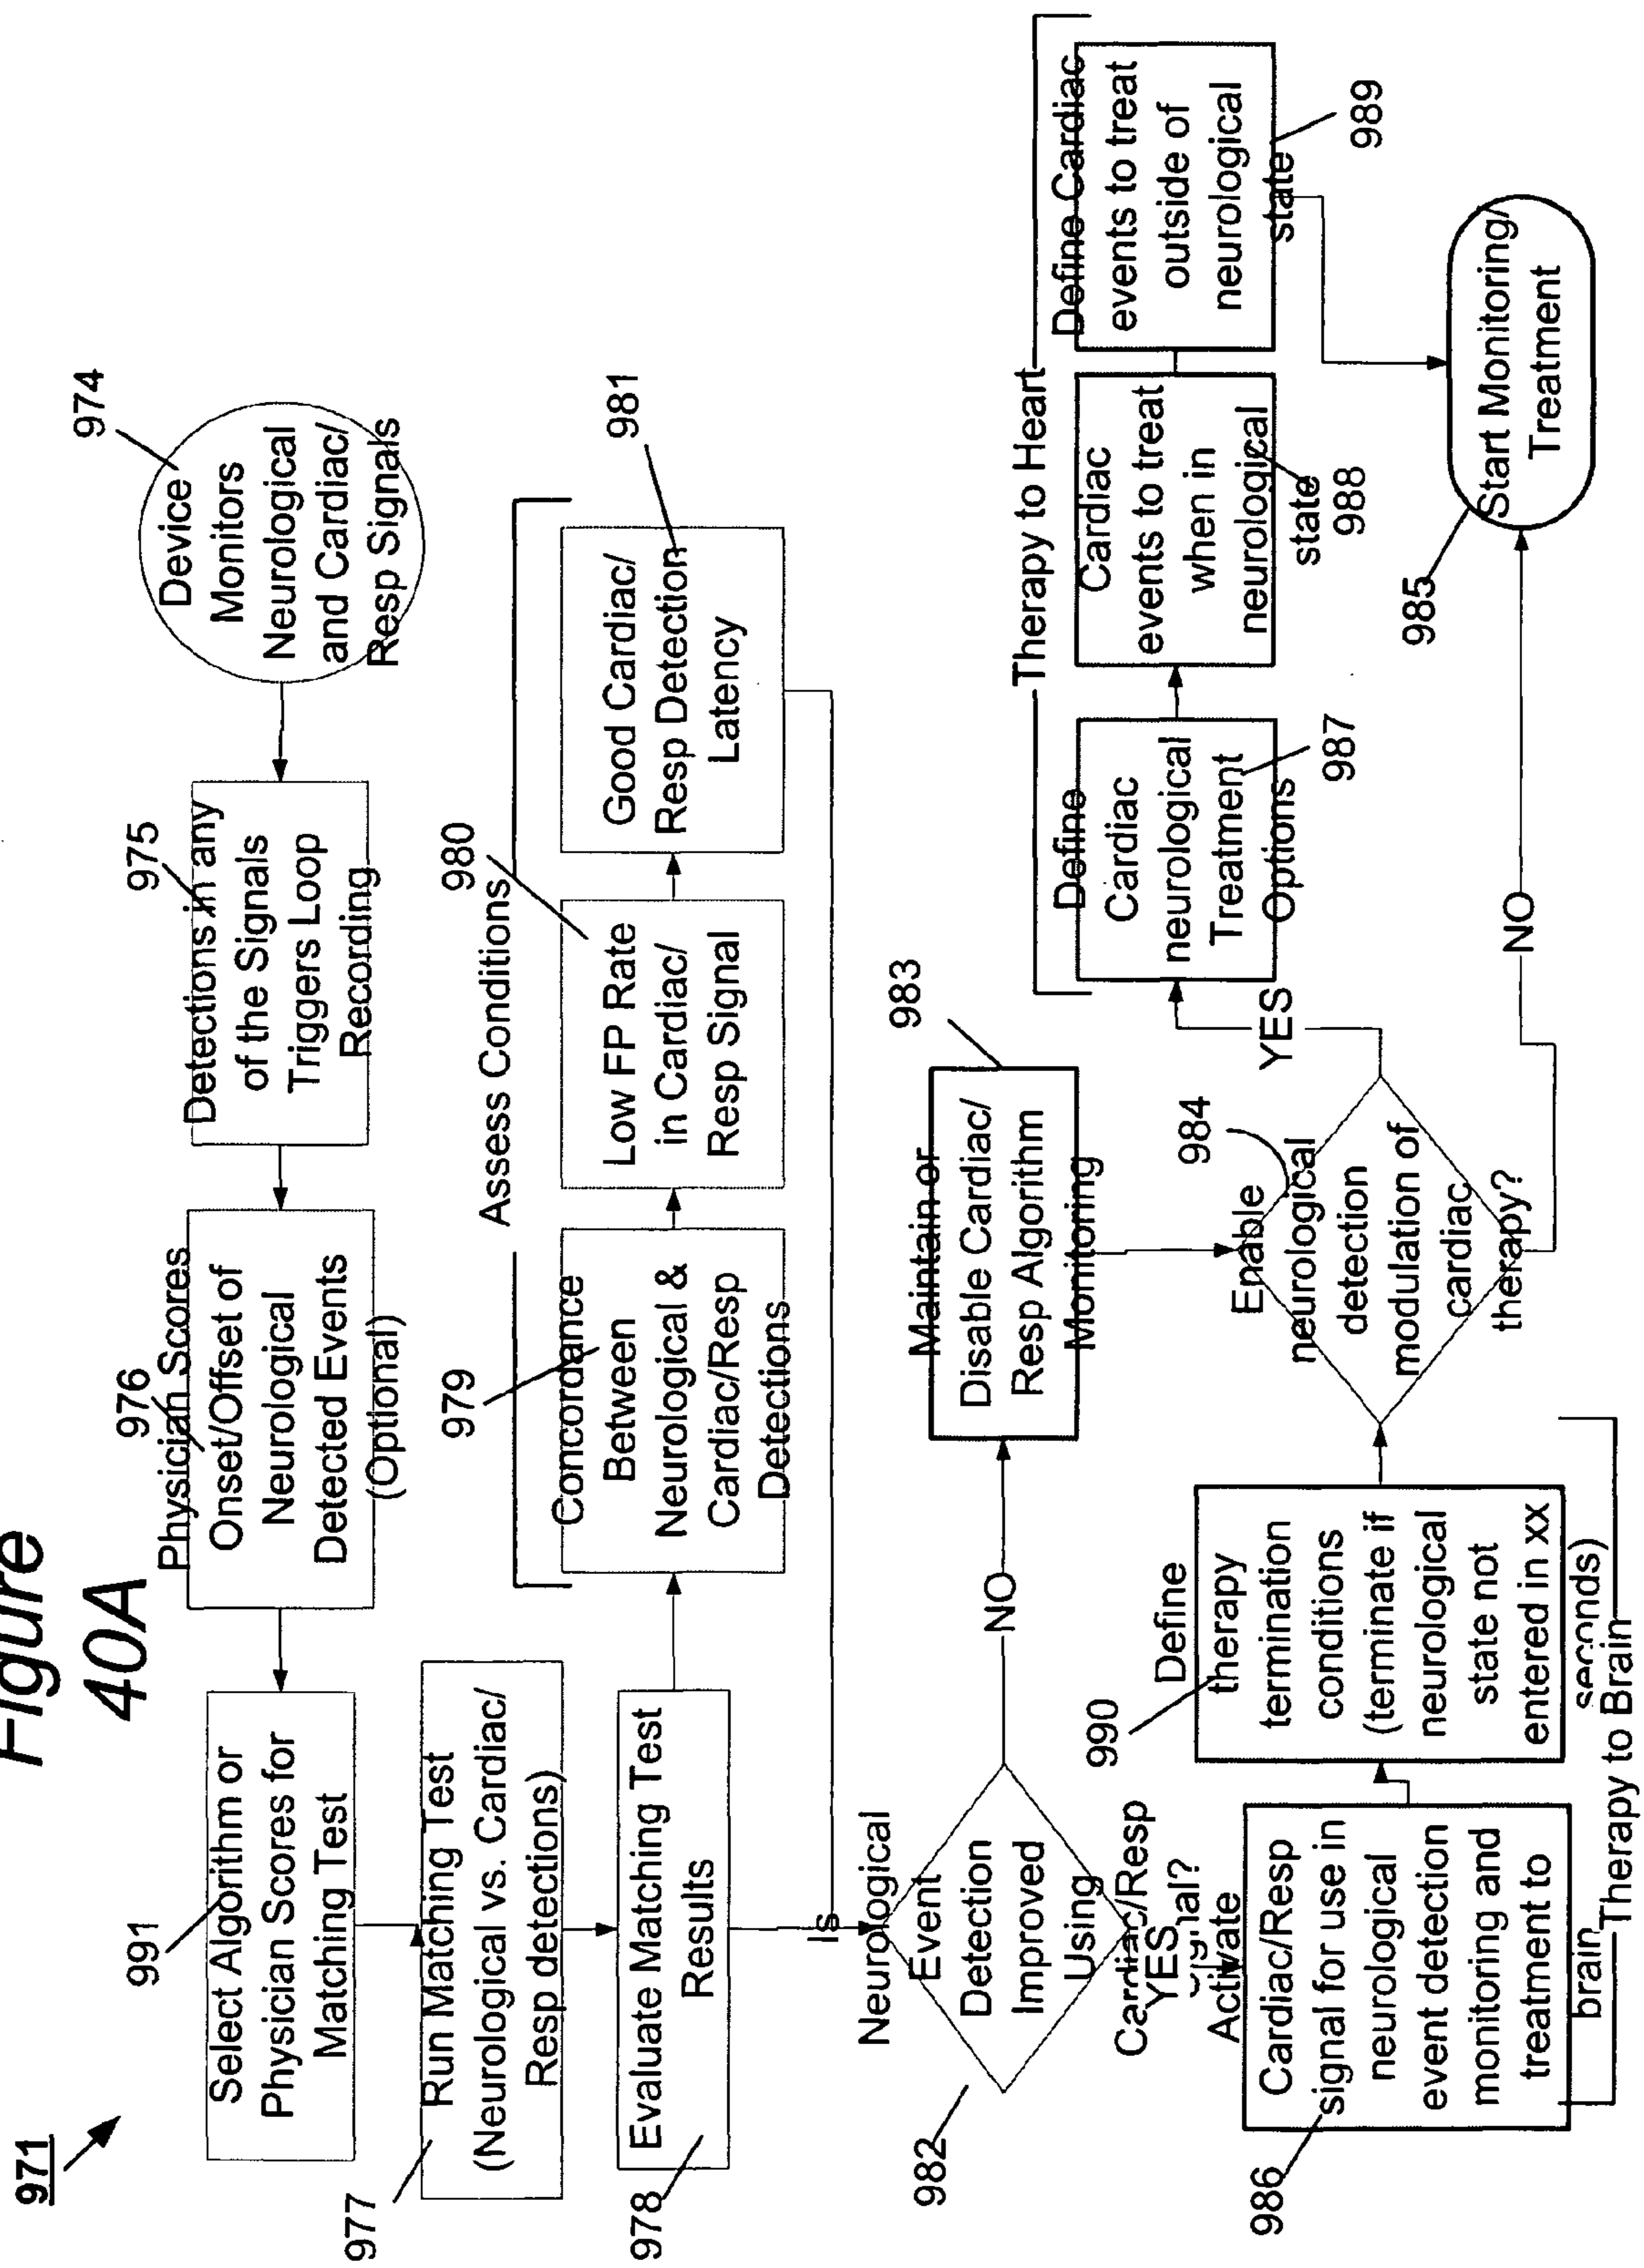 Figure
40A
971
974
Device
Monitors
Neurological
and Cardiac/
Resp Signals
975
Detections in any
of the Signals
Triggers Loop
Recording
976
Physician Scores
Onset/Offset of
Neurological
Detected Events
(Optional)
991
Select Algorithm or
Physician Scores for
Matching Test
977
Run Matching Test
(Neurological vs. Cardiac/
Resp detections)
978
Evaluate Matching Test
Results
Assess Conditions
979
Concordance
Between
Neurological &
Cardiac/Resp
Detections
980
Low FP Rate
in Cardiac/
Resp Signal
981
Good Cardiac/
Resp Detection
Latency
982
Is
Neurological
Event
Detection
Improved
Using
Cardiac/Resp
Signal?
NO
YES
983
Maintain or
Disable Cardiac/
Resp Algorithm
Monitoring
986
Activate
Cardiac/Resp
signal for use in
neurological
event detection
monitoring and
treatment to
brain
990
Define
therapy
termination
conditions
(terminate if
neurological
state not
entered in xx
seconds)
Therapy to Brain
984
Enable
neurological
detection
modulation of
cardiac
therapy?
YES
NO
Therapy to Heart
987
Define
Cardiac
neurological
Treatment
Options
988
Cardiac
events to treat
when in
neurological
state
989
Define Cardiac
events to treat
outside of
neurological
state
985
Start Monitoring/
Treatment